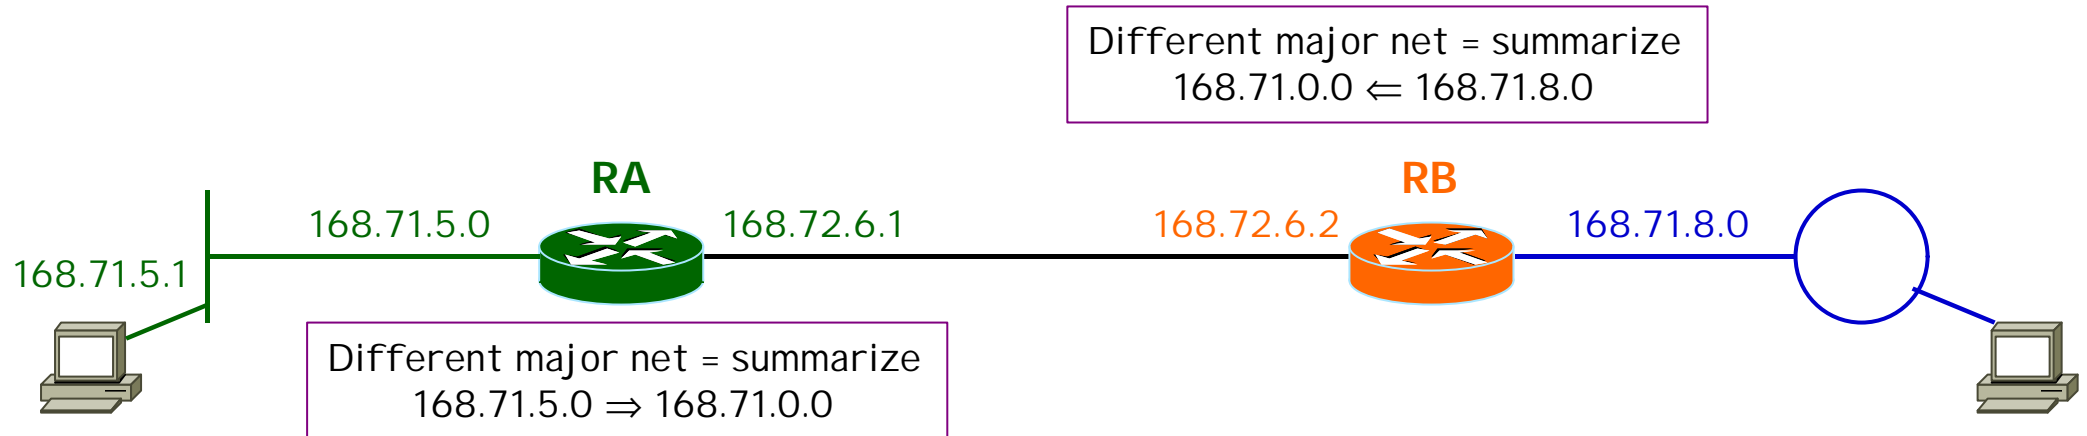 Different major net = summarize
168.71.0.0 ⇐ 168.71.8.0
RA
RB
168.71.5.0
168.72.6.1
168.72.6.2
168.71.8.0
168.71.5.1
Different major net = summarize
168.71.5.0 ⇒ 168.71.0.0